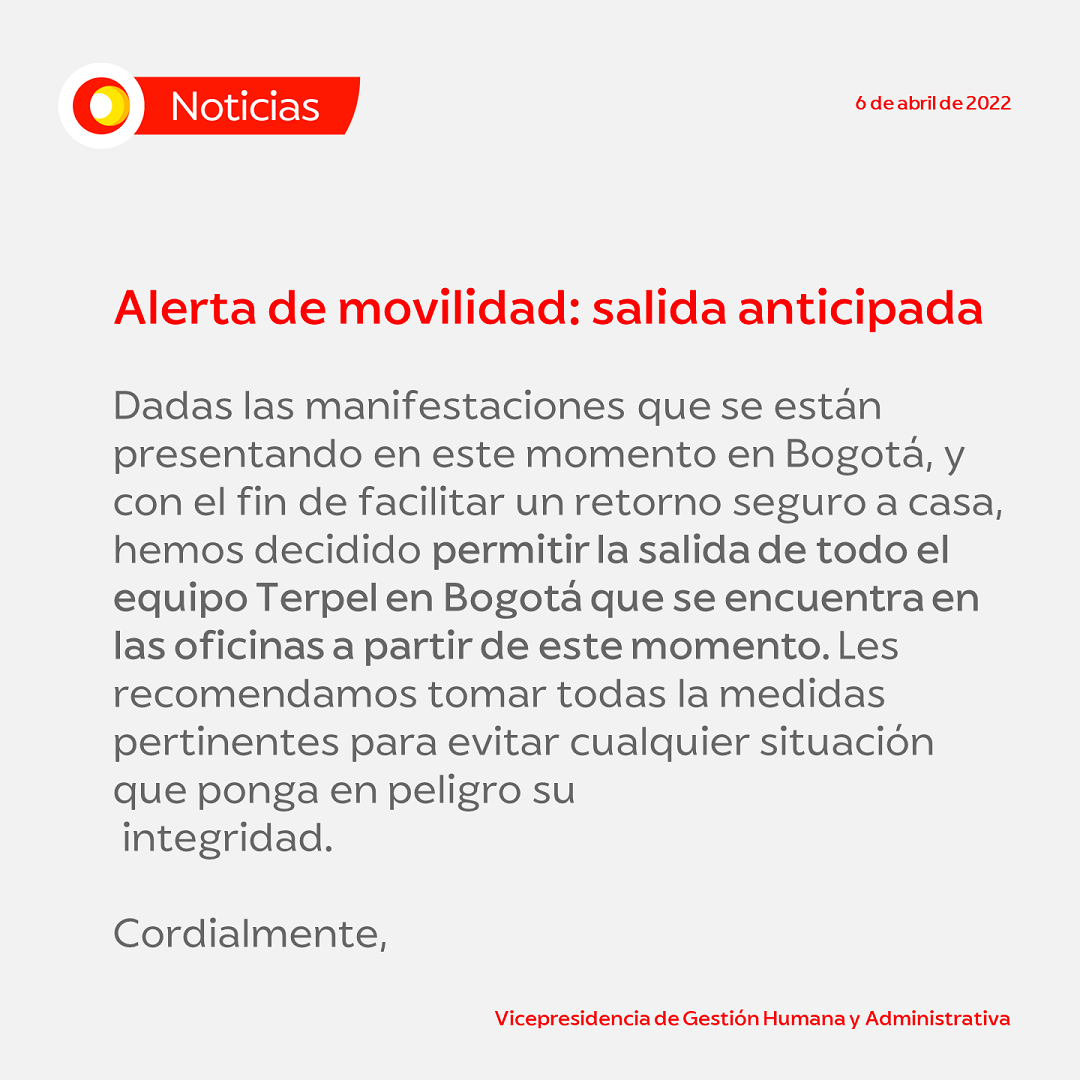 Noticias
6 de abril de 2022
Alerta de movilidad: salida anticipada
Dadas las manifestaciones que se están
presentando en este momento en Bogotá, y
con el fin de facilitar un retorno seguro a casa,
hemos decidido permitir la salida de todo el
equipo Terpel en Bogotá que se encuentra en
las oficinas a partir de este momento. Les
recomendamos tomar todas la medidas
pertinentes para evitar cualquier situación
que ponga en peligro su
integridad.
Cordialmente,
Vicepresidencia de Gestión Humana y Administrativa